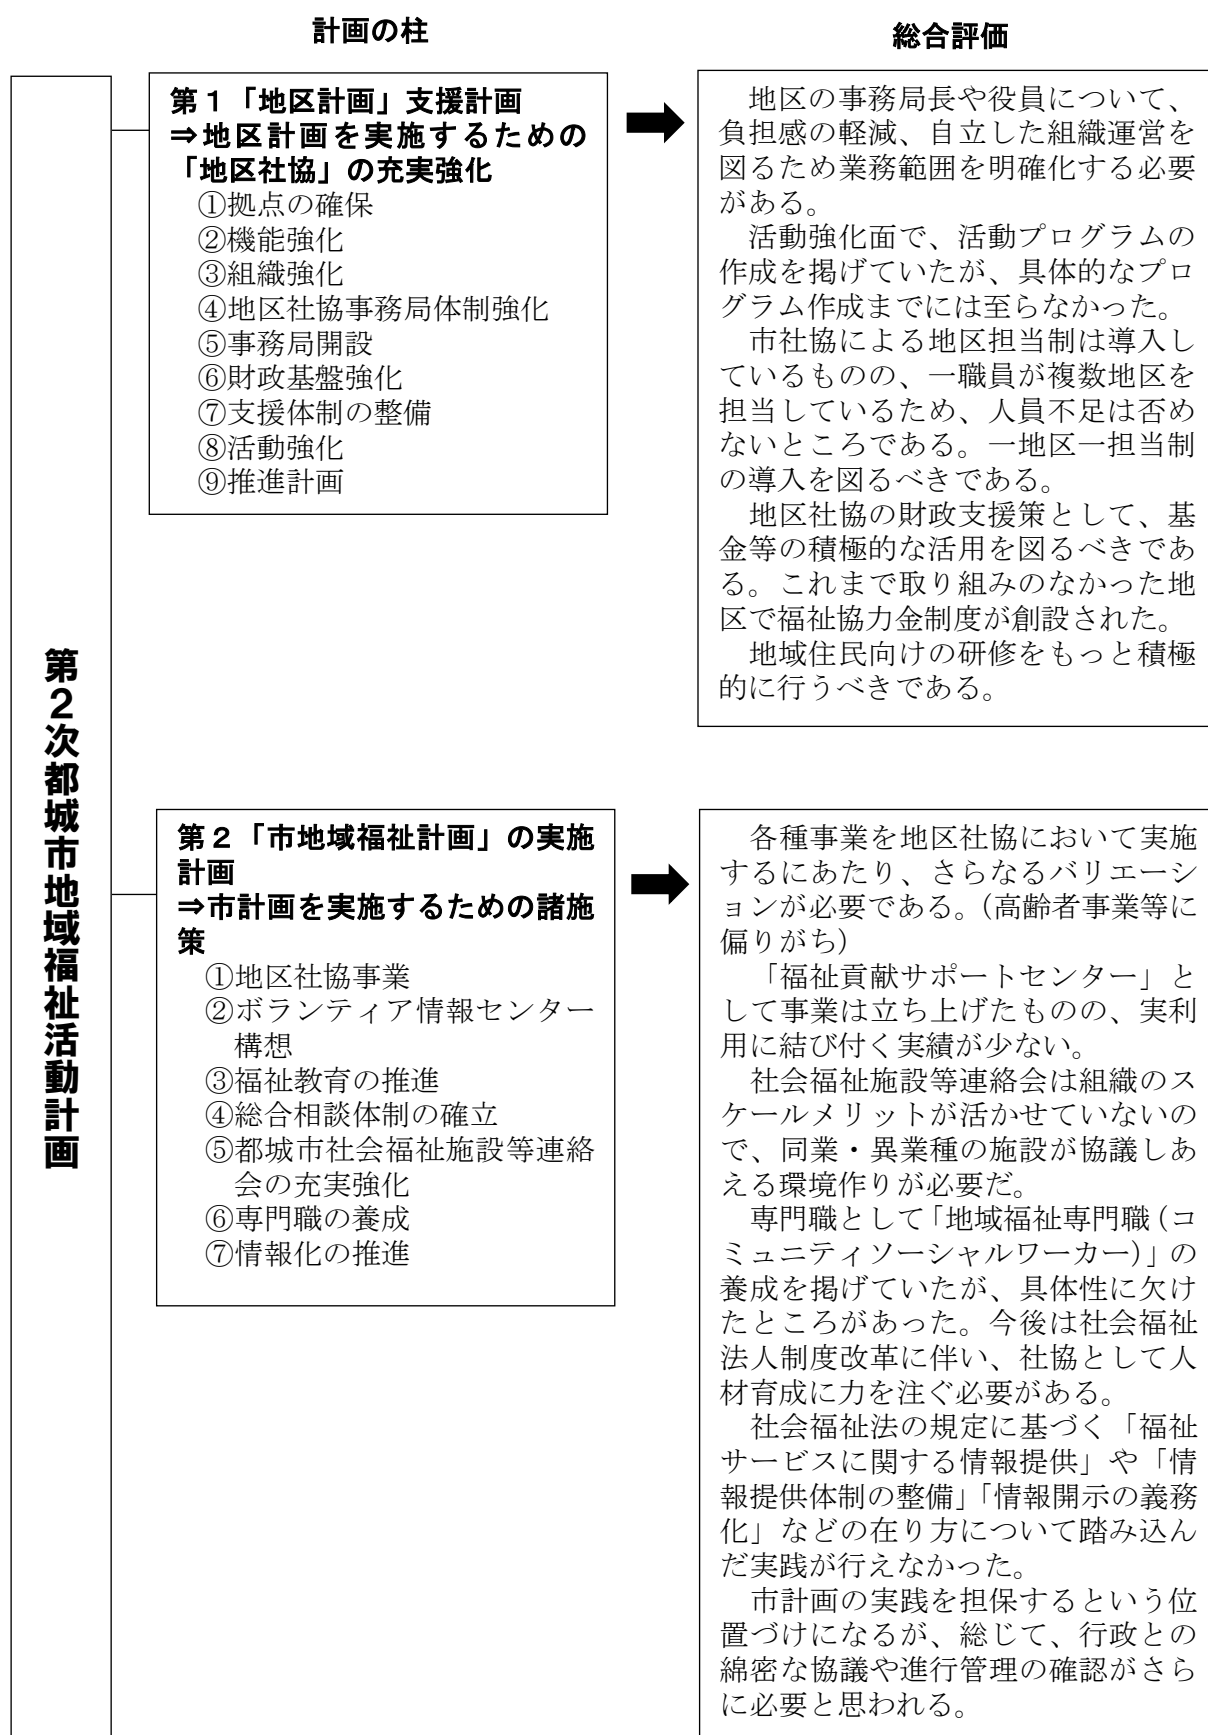 計画の柱
総合評価
第2次都城市地域福祉活動計画
第1「地区計画」支援計画
⇒地区計画を実施するための
「地区社協」の充実強化
①拠点の確保
②機能強化
③組織強化
④地区社協事務局体制強化
⑤事務局開設
⑥財政基盤強化
⑦支援体制の整備
⑧活動強化
⑨推進計画
地区の事務局長や役員について、
負担感の軽減、自立した組織運営を
図るため業務範囲を明確化する必要
がある。
活動強化面で、活動プログラムの
作成を掲げていたが、具体的なプロ
グラム作成までには至らなかった。
市社協による地区担当制は導入し
ているものの、一職員が複数地区を
担当しているため、人員不足は否め
ないところである。一地区一担当制
の導入を図るべきである。
地区社協の財政支援策として、基
金等の積極的な活用を図るべきであ
る。これまで取り組みのなかった地
区で福祉協力金制度が創設された。
地域住民向けの研修をもっと積極
的に行うべきである。
第2「市地域福祉計画」の実施
計画
⇒市計画を実施するための諸施
策
①地区社協事業
②ボランティア情報センター
構想
③福祉教育の推進
④総合相談体制の確立
⑤都城市社会福祉施設等連絡
会の充実強化
⑥専門職の養成
⑦情報化の推進
各種事業を地区社協において実施
するにあたり、さらなるバリエーシ
ョンが必要である。(高齢者事業等に
偏りがち)
「福祉貢献サポートセンター」と
して事業は立ち上げたものの、実利
用に結び付く実績が少ない。
社会福祉施設等連絡会は組織のス
ケールメリットが活かせていないの
で、同業・異業種の施設が協議しあ
える環境作りが必要だ。
専門職として「地域福祉専門職(コ
ミュニティソーシャルワーカー)」の
養成を掲げていたが、具体性に欠け
たところがあった。今後は社会福祉
法人制度改革に伴い、社協として人
材育成に力を注ぐ必要がある。
社会福祉法の規定に基づく「福祉
サービスに関する情報提供」や「情
報提供体制の整備」「情報開示の義務
化」などの在り方について踏み込ん
だ実践が行えなかった。
市計画の実践を担保するという位
置づけになるが、総じて、行政との
綿密な協議や進行管理の確認がさら
に必要と思われる。